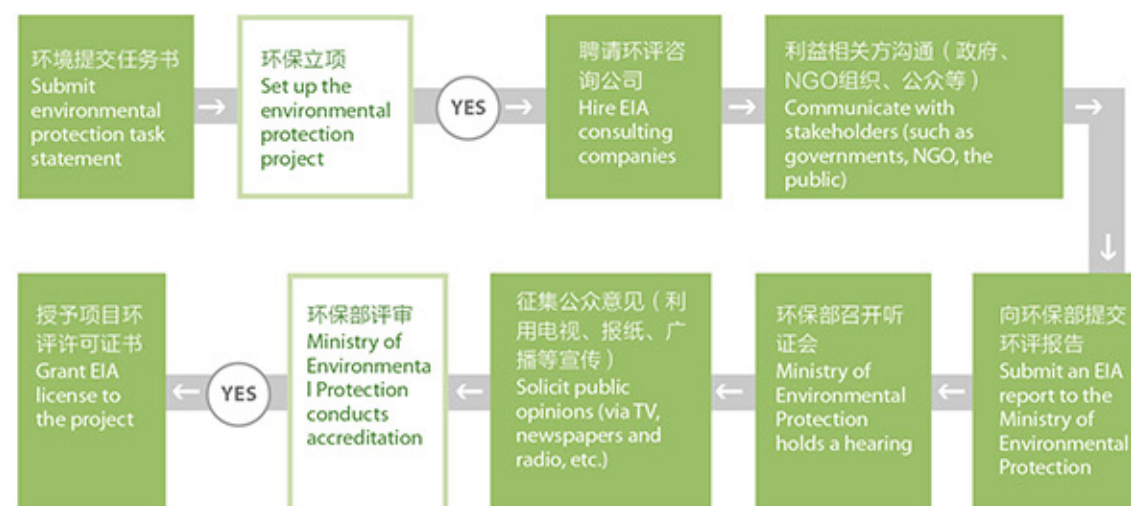 环境提交任务书
Submit
environmental
protection task
statement
环保立项
Set up the
environmental
protection
project
YES
聘请环评咨
询公司
Hire EIA
consulting
companies
利益相关方沟通（政府、
NGO组织、公众等）
Communicate with
stakeholders (such as
governments, NGO, the
public)
向环保部提交
环评报告
Submit an EIA
report to the
Ministry of
Environmental
Protection
环保部召开听
证会
Ministry of
Environmental
Protection
holds a hearing
征集公众意见（利
用电视、报纸、广
播等宣传）
Solicit public
opinions (via TV,
newspapers and
radio, etc.)
环保部评审
Ministry of
Environmenta
l Protection
conducts
accreditation
YES
授予项目环
评许可证书
Grant EIA
license to
the project